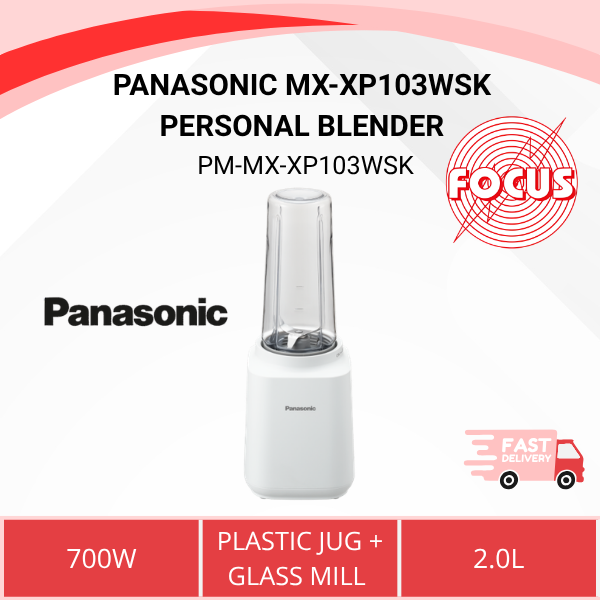 PANASONIC MX-XP103WSK
PERSONAL BLENDER
PM-MX-XP103WSK
FOCUS
Panasonic
Panasonic
FAST
DELIVERY
700W
PLASTIC JUG +
GLASS MILL
2.0L